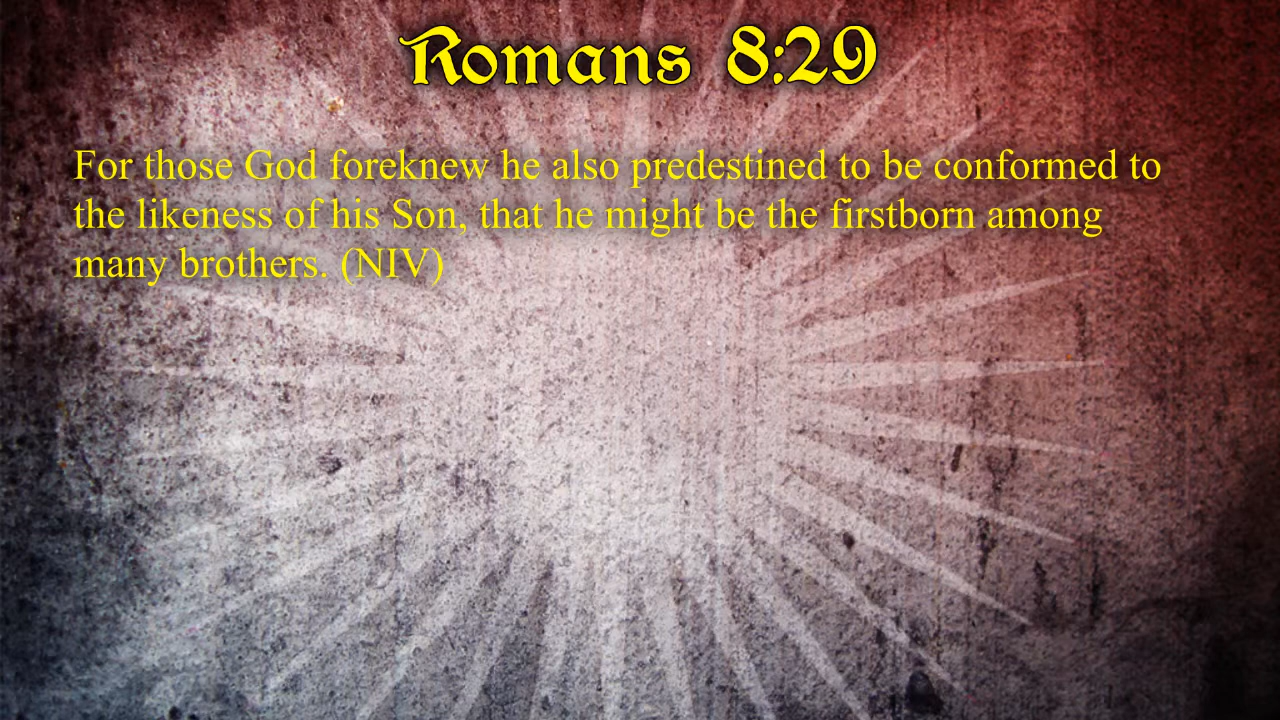 Romans 8:29
For those God foreknew he also predestined to be conformed to
the likeness of his Son, that he might be the firstborn among
many brothers. (NIV)